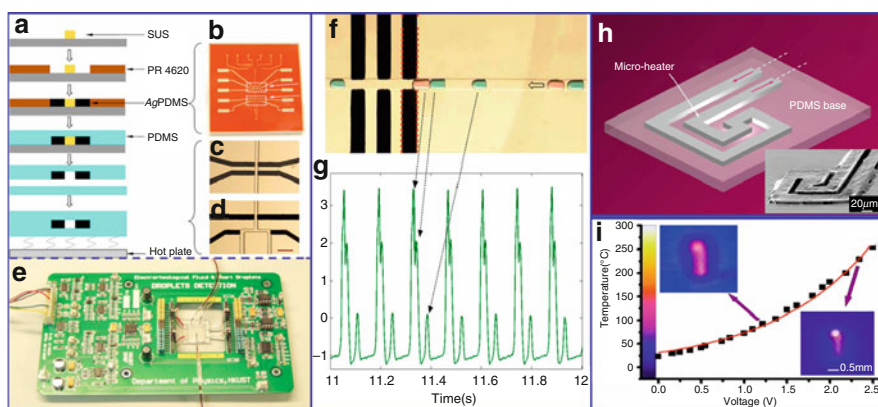 a
SUS
PR 4620
AgPDMS
PDMS
Hot plate
b
c
d
e
Electrorheological Fluid & Smart Droplets
DROPLETS DETECTION
Department of Physics,HKUST
f
g
3
2
1
0
−1
11
11.2
11.4
11.6
11.8
12
Time(s)
h
Micro-heater
PDMS base
20μm
i
Temperature(°C)
300
250
200
150
100
50
0
0.5mm
0.0
0.5
1.0
1.5
2.0
2.5
Voltage (V)